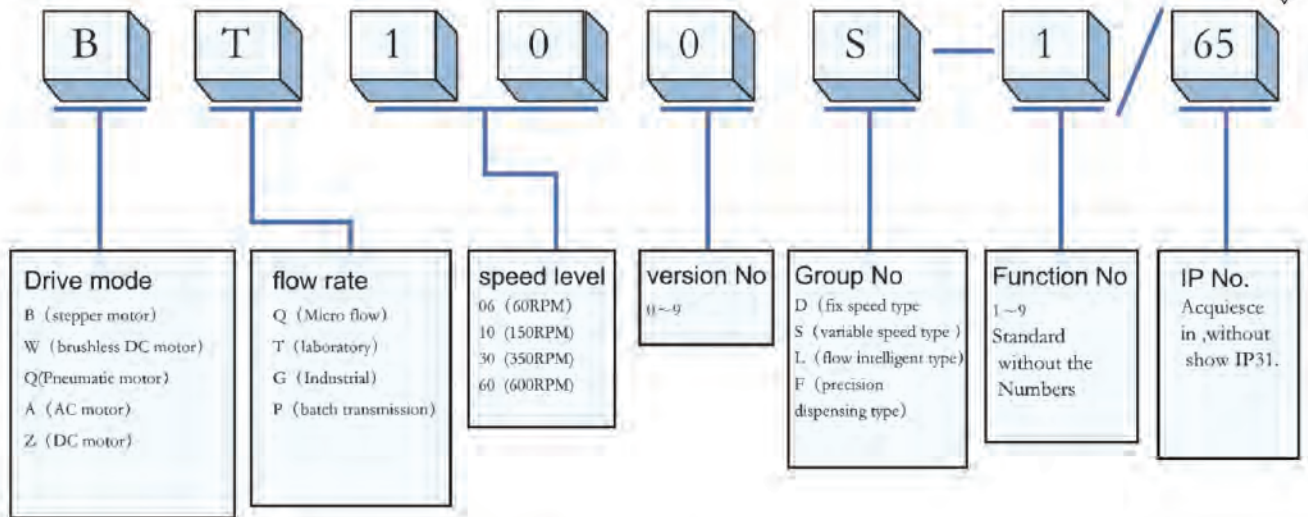 B T 1 0 0 S — 1 / 65
Drive mode
B (stepper motor)
W (brushless DC motor)
Q(Pneumatic motor)
A (AC motor)
Z (DC motor)
flow rate
Q (Micro flow)
T (laboratory)
G (Industrial)
P (batch transmission)
speed level
06 (60RPM)
10 (150RPM)
30 (350RPM)
60 (600RPM)
version No
0~9
Group No
D (fix speed type
S (variable speed type )
L (flow intelligent type)
F (precision
dispensing type)
Function No
1~9
Standard
without the
Numbers
IP No.
Acquiesce
in ,without
show IP31.